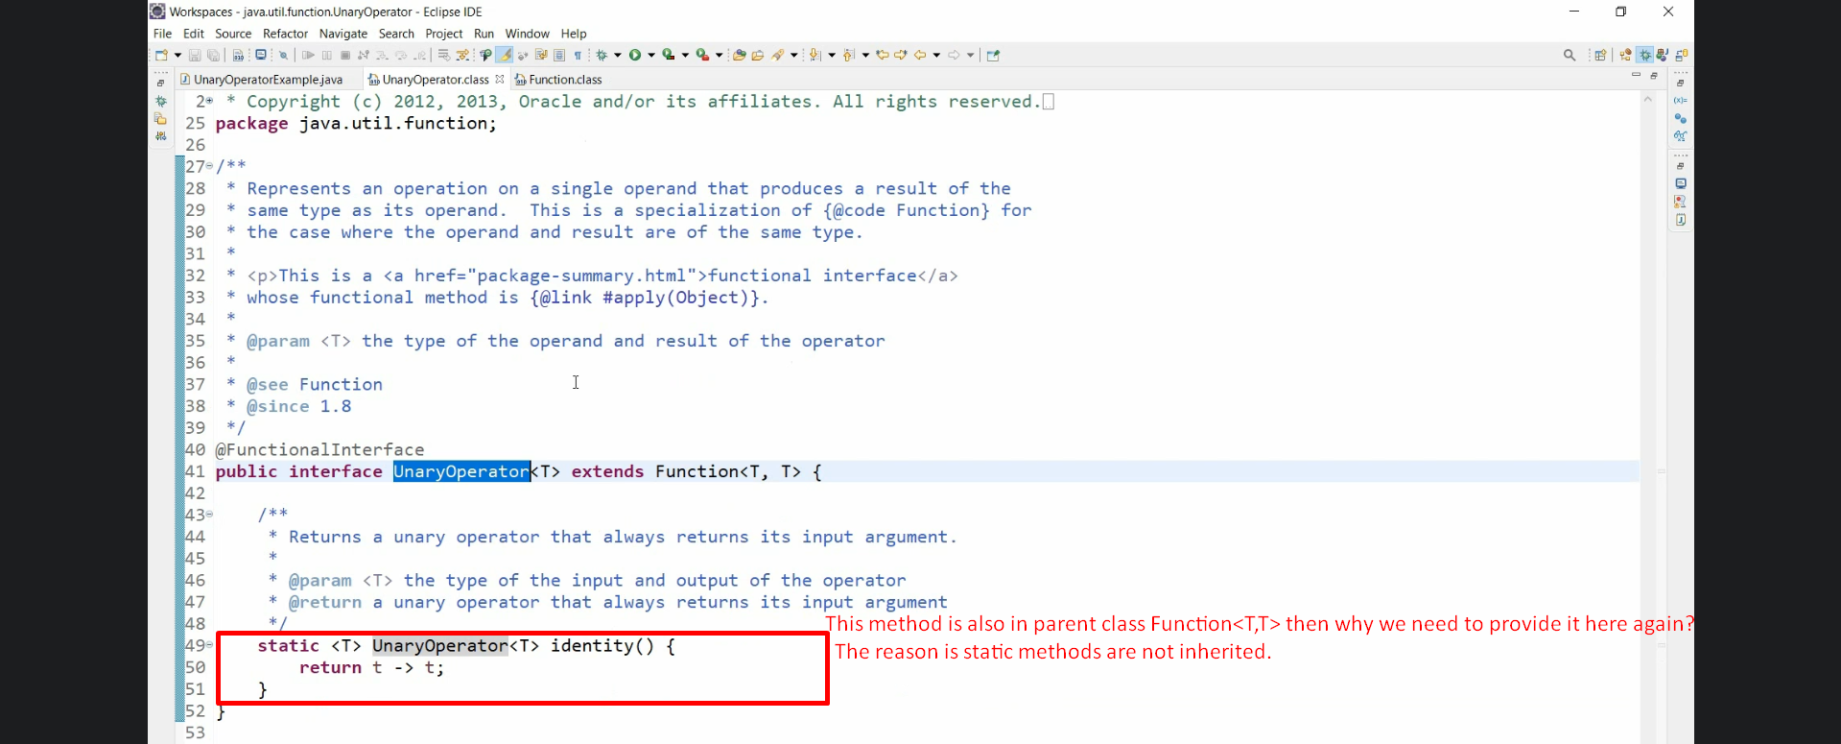 Workspaces - java.util.function.UnaryOperator - Eclipse IDE
File Edit Source Refactor Navigate Search Project Run Window Help
UnaryOperatorExample.java UnaryOperator.class Function.class
2 * Copyright (c) 2012, 2013, Oracle and/or its affiliates. All rights reserved.
25 package java.util.function;
26
27 /**
28 * Represents an operation on a single operand that produces a result of the
29 * same type as its operand.  This is a specialization of {@code Function} for
30 * the case where the operand and result are of the same type.
31 *
32 * <p>This is a <a href="package-summary.html">functional interface</a>
33 * whose functional method is {@link #apply(Object)}.
34 *
35 * @param <T> the type of the operand and result of the operator
36 *
37 * @see Function
38 * @since 1.8
39 */
40 @FunctionalInterface
41 public interface UnaryOperator<T> extends Function<T, T> {
42
43 /**
44 * Returns a unary operator that always returns its input argument.
45 *
46 * @param <T> the type of the input and output of the operator
47 * @return a unary operator that always returns its input argument
48 */
This method is also in parent class Function<T,T> then why we need to provide it here again?
The reason is static methods are not inherited.
49 static <T> UnaryOperator<T> identity() {
50 return t -> t;
51 }
52 }
53